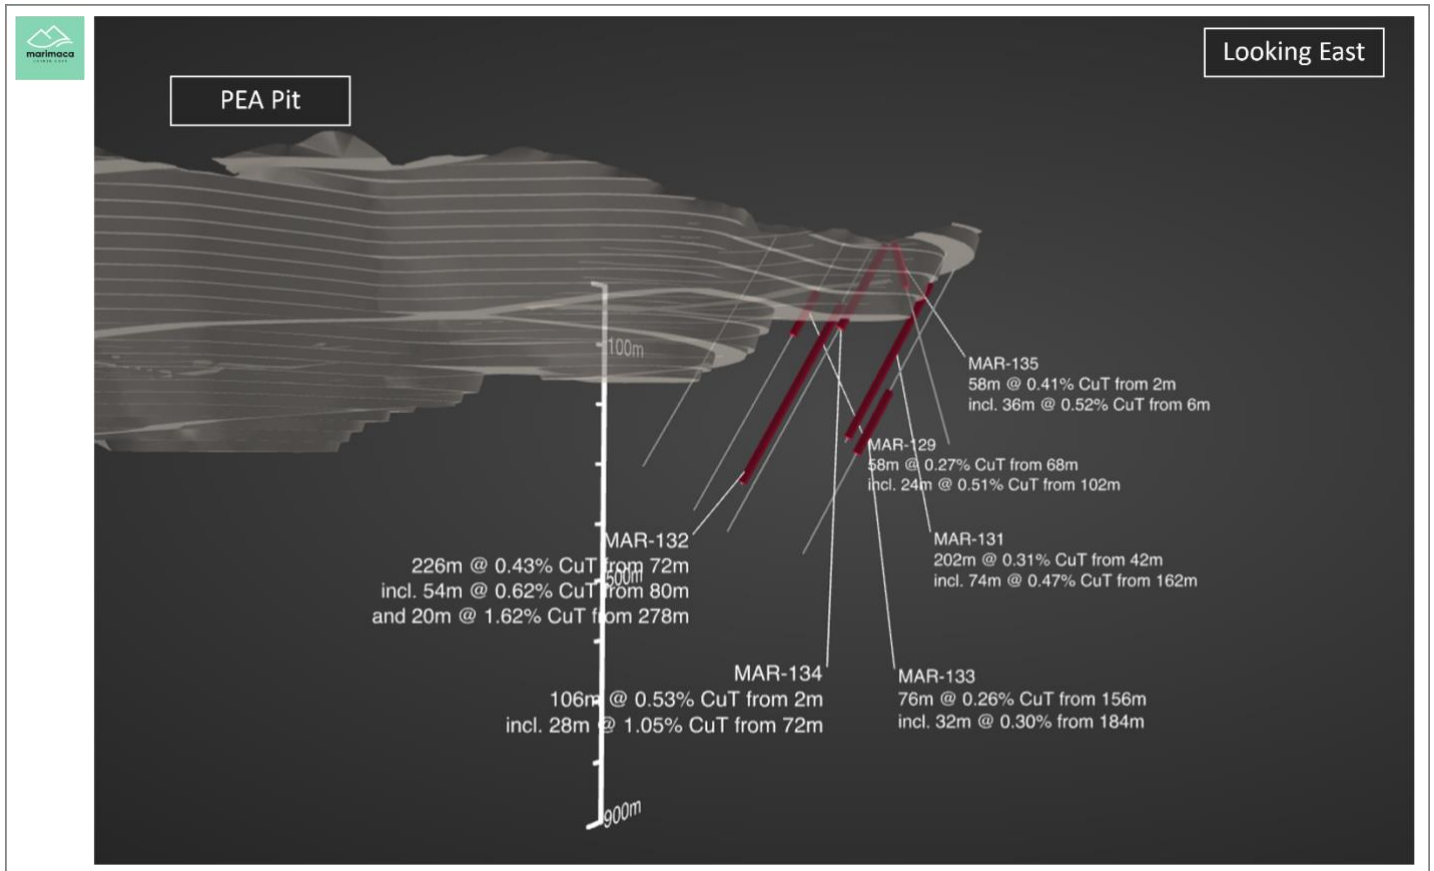 marimaca
COPPER CORP
Looking East
PEA Pit
100m
MAR-135
58m @ 0.41% CuT from 2m
incl. 36m @ 0.52% CuT from 6m
MAR-129
58m @ 0.27% CuT from 68m
incl. 24m @ 0.51% CuT from 102m
MAR-132
226m @ 0.43% CuT from 72m
500m
incl. 54m @ 0.62% CuT from 80m
and 20m @ 1.62% CuT from 278m
MAR-131
202m @ 0.31% CuT from 42m
incl. 74m @ 0.47% CuT from 162m
MAR-134
106m @ 0.53% CuT from 2m
incl. 28m @ 1.05% CuT from 72m
MAR-133
76m @ 0.26% CuT from 156m
incl. 32m @ 0.30% from 184m
900m